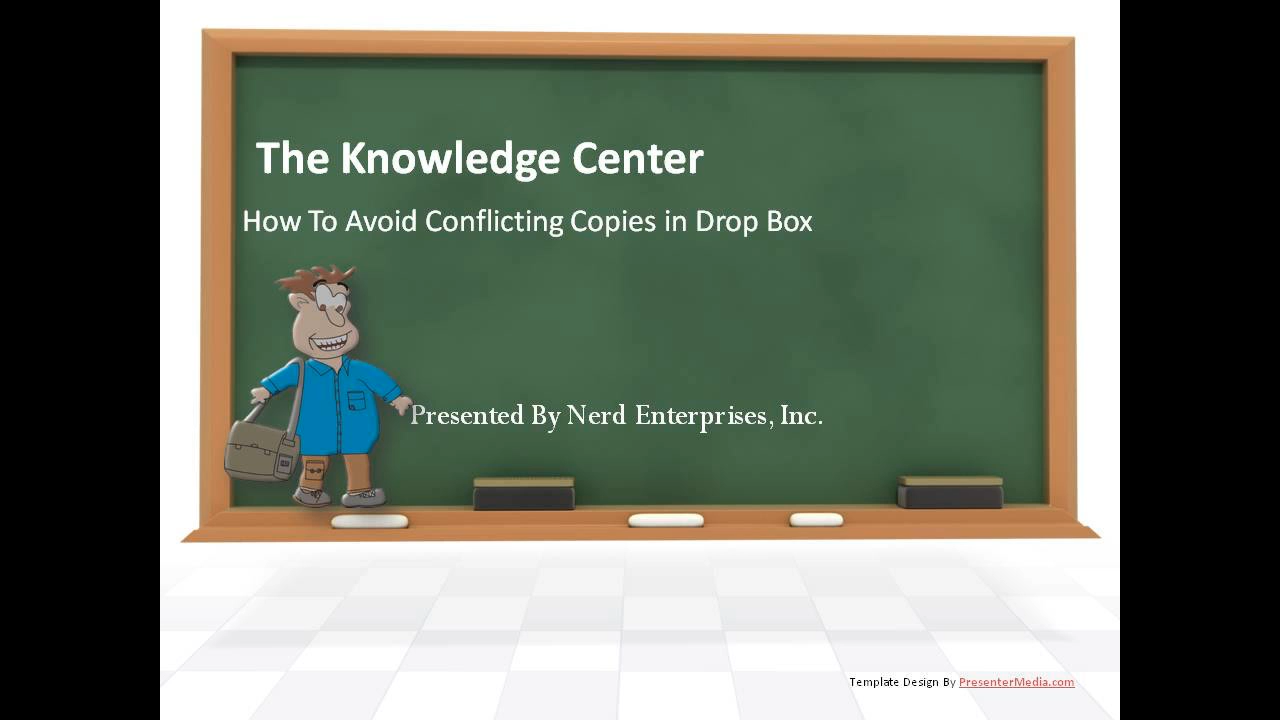 The Knowledge Center
How To Avoid Conflicting Copies in Drop Box
Presented By Nerd Enterprises, Inc.
Template Design By PresenterMedia.com